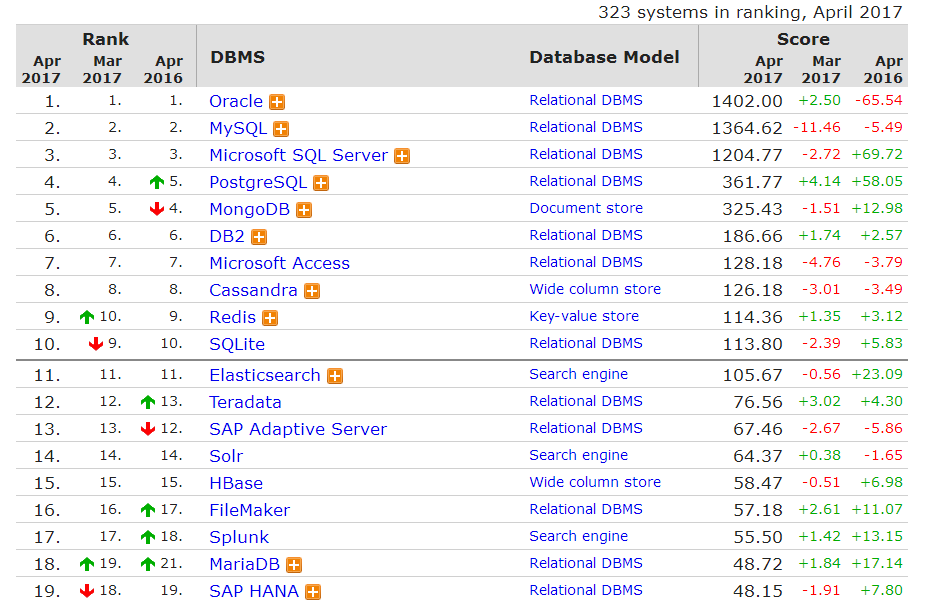 323 systems in ranking, April 2017
Rank Score
Apr 2017 Mar 2017 Apr 2016 DBMS Database Model Apr 2017 Mar 2017 Apr 2016
1. 1. 1. Oracle Relational DBMS 1402.00 +2.50 -65.54
2. 2. 2. MySQL Relational DBMS 1364.62 -11.46 -5.49
3. 3. 3. Microsoft SQL Server Relational DBMS 1204.77 -2.72 +69.72
4. 4. 5. PostgreSQL Relational DBMS 361.77 +4.14 +58.05
5. 5. 4. MongoDB Document store 325.43 -1.51 +12.98
6. 6. 6. DB2 Relational DBMS 186.66 +1.74 +2.57
7. 7. 7. Microsoft Access Relational DBMS 128.18 -4.76 -3.79
8. 8. 8. Cassandra Wide column store 126.18 -3.01 -3.49
9. 10. 9. Redis Key-value store 114.36 +1.35 +3.12
10. 9. 10. SQLite Relational DBMS 113.80 -2.39 +5.83
11. 11. 11. Elasticsearch Search engine 105.67 -0.56 +23.09
12. 12. 13. Teradata Relational DBMS 76.56 +3.02 +4.30
13. 13. 12. SAP Adaptive Server Relational DBMS 67.46 -2.67 -5.86
14. 14. 14. Solr Search engine 64.37 +0.38 -1.65
15. 15. 15. HBase Wide column store 58.47 -0.51 +6.98
16. 16. 17. FileMaker Relational DBMS 57.18 +2.61 +11.07
17. 17. 18. Splunk Search engine 55.50 +1.42 +13.15
18. 19. 21. MariaDB Relational DBMS 48.72 +1.84 +17.14
19. 18. 19. SAP HANA Relational DBMS 48.15 -1.91 +7.80